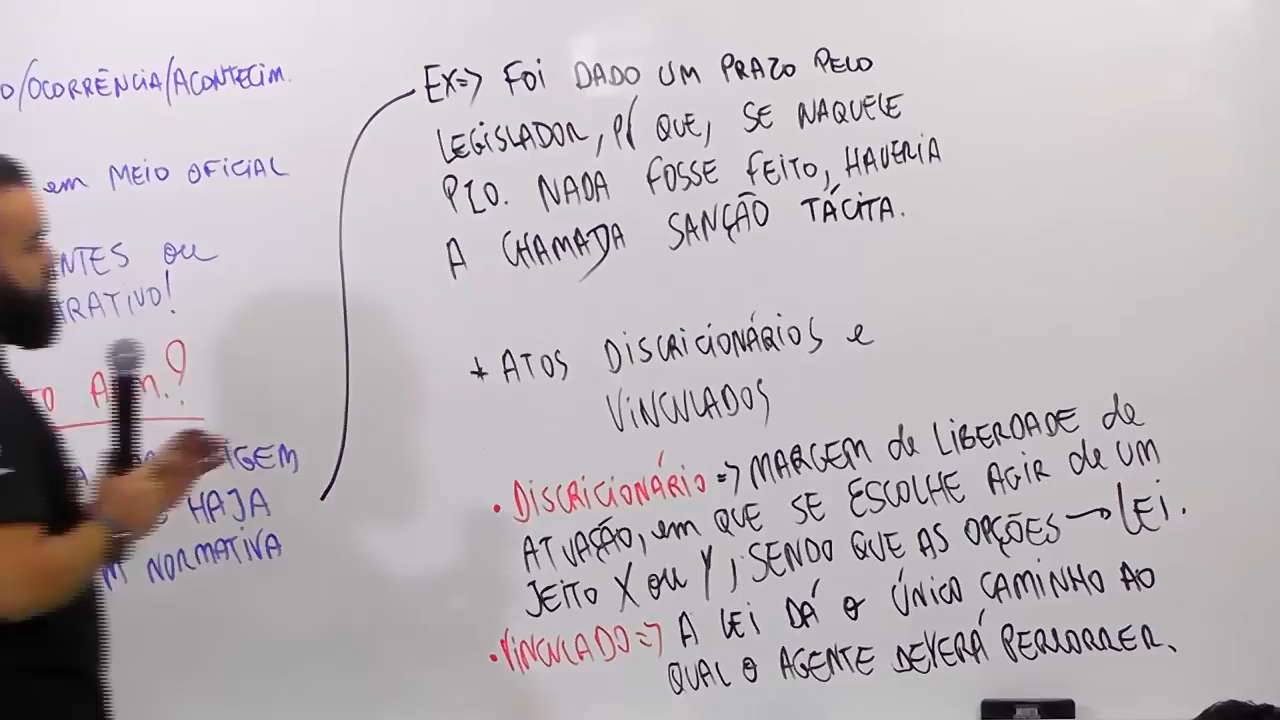 O/OCORRÊNCIA/ACONTECIM.
em MEIO OFICIAL
NTES ou
RATIVO!
?
AGEM
HAJA
NORMATIVA
EX=> FOI DADO UM PRAZO PELO
LEGISLADOR, P/ QUE, SE NAQUELE
PZO. NADA FOSSE FEITO, HAVERIA
A CHAMADA SANÇÃO TÁCITA.
* ATOS DISCRICIONÁRIOS e
VINCULADOS
• DISCRICIONÁRIO => MARGEM de LIBERDADE de
ATUAÇÃO, em QUE SE ESCOLHE AGIR de UM
JEITO X OU Y, SENDO QUE AS OPÇÕES → LEI.
• VINCULADO => A LEI DÁ O ÚNICO CAMINHO AO
QUAL O AGENTE DEVERÁ PERCORRER.